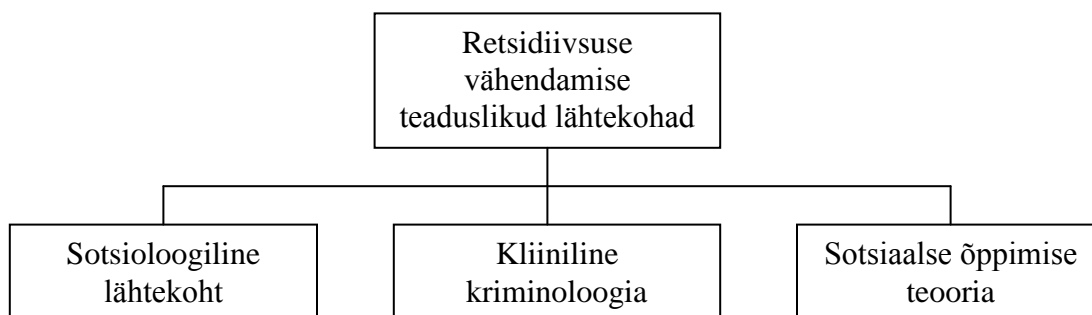 Retsidiivsuse
vähendamise
teaduslikud lähtekohad
Sotsioloogiline
lähtekoht
Kliiniline
kriminoloogia
Sotsiaalse õppimise
teooria